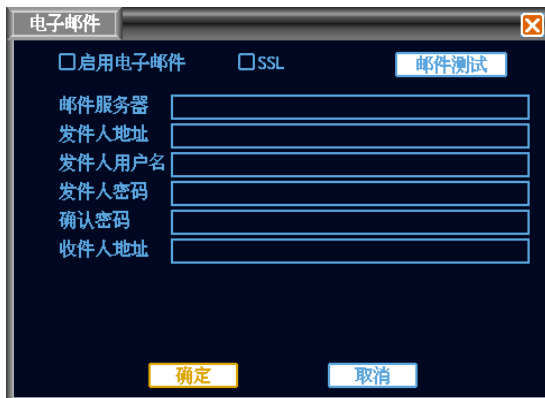 电子邮件
启用电子邮件 SSL 邮件测试
邮件服务器
发件人地址
发件人用户名
发件人密码
确认密码
收件人地址
确定 取消